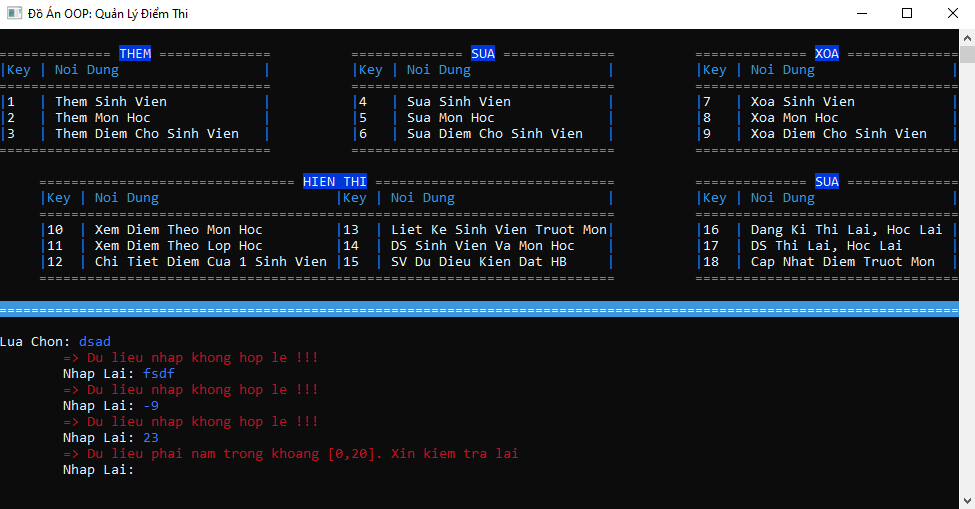 Đồ Án OOP: Quản Lý Điểm Thi
============== THEM ============== ============== SUA ============== ============== XOA ==============
|Key | Noi Dung | |Key | Noi Dung | |Key | Noi Dung |
|1 | Them Sinh Vien | |4 | Sua Sinh Vien | |7 | Xoa Sinh Vien |
|2 | Them Mon Hoc | |5 | Sua Mon Hoc | |8 | Xoa Mon Hoc |
|3 | Them Diem Cho Sinh Vien | |6 | Sua Diem Cho Sinh Vien | |9 | Xoa Diem Cho Sinh Vien |
================================ HIEN THI =============================== ============== SUA ==============
|Key | Noi Dung |Key | Noi Dung | |Key | Noi Dung |
|10 | Xem Diem Theo Mon Hoc |13 | Liet Ke Sinh Vien Truot Mon| |16 | Dang Ki Thi Lai, Hoc Lai |
|11 | Xem Diem Theo Lop Hoc |14 | DS Sinh Vien Va Mon Hoc | |17 | DS Thi Lai, Hoc Lai |
|12 | Chi Tiet Diem Cua 1 Sinh Vien |15 | SV Du Dieu Kien Dat HB | |18 | Cap Nhat Diem Truot Mon |
Lua Chon: dsad
=> Du lieu nhap khong hop le !!!
Nhap Lai: fsdf
=> Du lieu nhap khong hop le !!!
Nhap Lai: -9
=> Du lieu nhap khong hop le !!!
Nhap Lai: 23
=> Du lieu phai nam trong khoang [0,20]. Xin kiem tra lai
Nhap Lai: